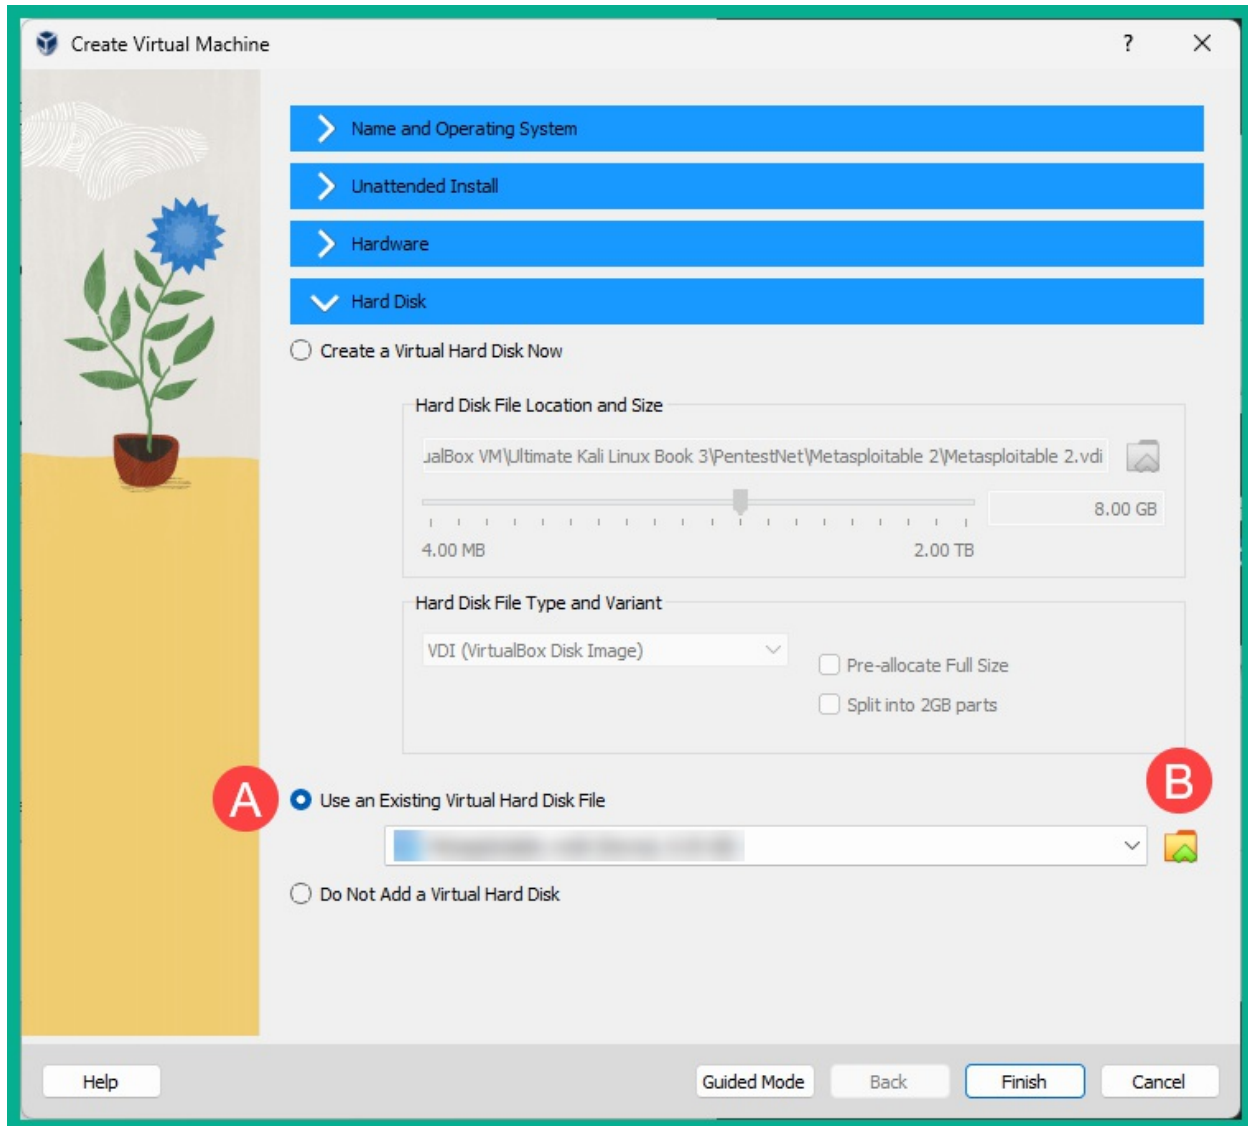 Create Virtual Machine
?
Name and Operating System
Unattended Install
Hardware
Hard Disk
Create a Virtual Hard Disk Now
Hard Disk File Location and Size
ualBox VM\Ultimate Kali Linux Book 3\PentestNet\Metasploitable 2\Metasploitable 2.vdi
8.00 GB
4.00 MB 2.00 TB
Hard Disk File Type and Variant
VDI (VirtualBox Disk Image)
Pre-allocate Full Size
Split into 2GB parts
A Use an Existing Virtual Hard Disk File B
Do Not Add a Virtual Hard Disk
Help Guided Mode Back Finish Cancel